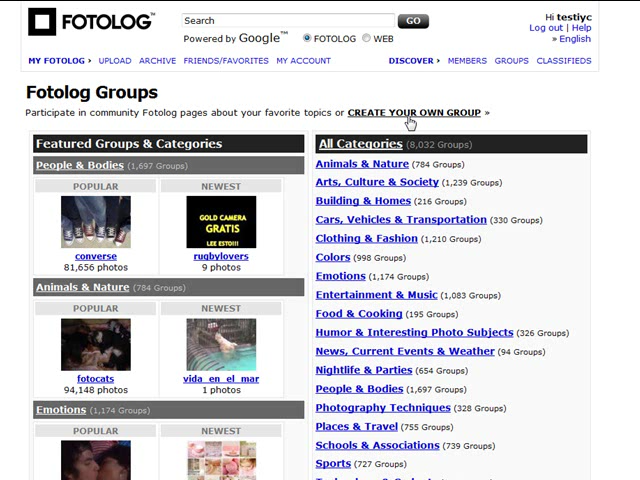 FOTOLOG™
Search
GO
Powered by Google™
FOTOLOG
WEB
Hi testiyc
Log out | Help
» English
MY FOTOLOG ›
UPLOAD
ARCHIVE
FRIENDS/FAVORITES
MY ACCOUNT
DISCOVER ›
MEMBERS
GROUPS
CLASSIFIEDS
Fotolog Groups
Participate in community Fotolog pages about your favorite topics or CREATE YOUR OWN GROUP »
Featured Groups & Categories
People & Bodies (1,697 Groups)
POPULAR
NEWEST
GOLD CAMERA
GRATIS
LEE ESTO!!!
converse
81,656 photos
rugbylovers
9 photos
Animals & Nature (784 Groups)
POPULAR
NEWEST
fotocats
94,148 photos
vida_en_el_mar
1 photos
Emotions (1,174 Groups)
POPULAR
NEWEST
All Categories (8,032 Groups)
Animals & Nature (784 Groups)
Arts, Culture & Society (1,239 Groups)
Building & Homes (216 Groups)
Cars, Vehicles & Transportation (330 Groups)
Clothing & Fashion (1,210 Groups)
Colors (998 Groups)
Emotions (1,174 Groups)
Entertainment & Music (1,083 Groups)
Food & Cooking (195 Groups)
Humor & Interesting Photo Subjects (326 Groups)
News, Current Events & Weather (94 Groups)
Nightlife & Parties (654 Groups)
People & Bodies (1,697 Groups)
Photography Techniques (328 Groups)
Places & Travel (755 Groups)
Schools & Associations (739 Groups)
Sports (727 Groups)